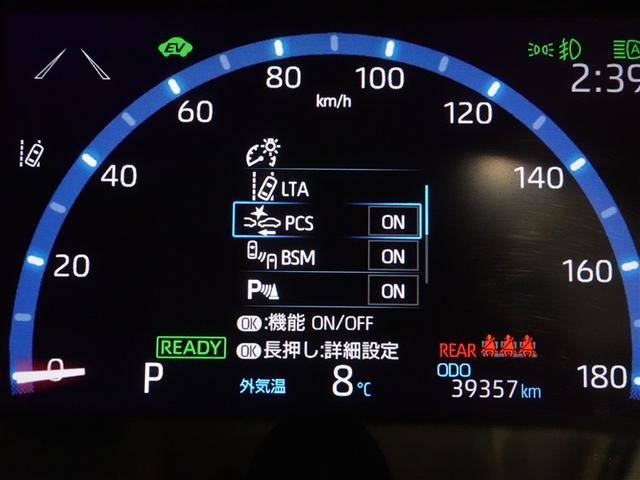 EV
A
2:39
80
100
km/h
60
120
40
140
LTA
PCS ON
BSM ON
P ON
20
160
OK:機能 ON/OFF
OK長押し:詳細設定
READY
REAR
0
P
外気温 8℃
ODO
39357 km
180